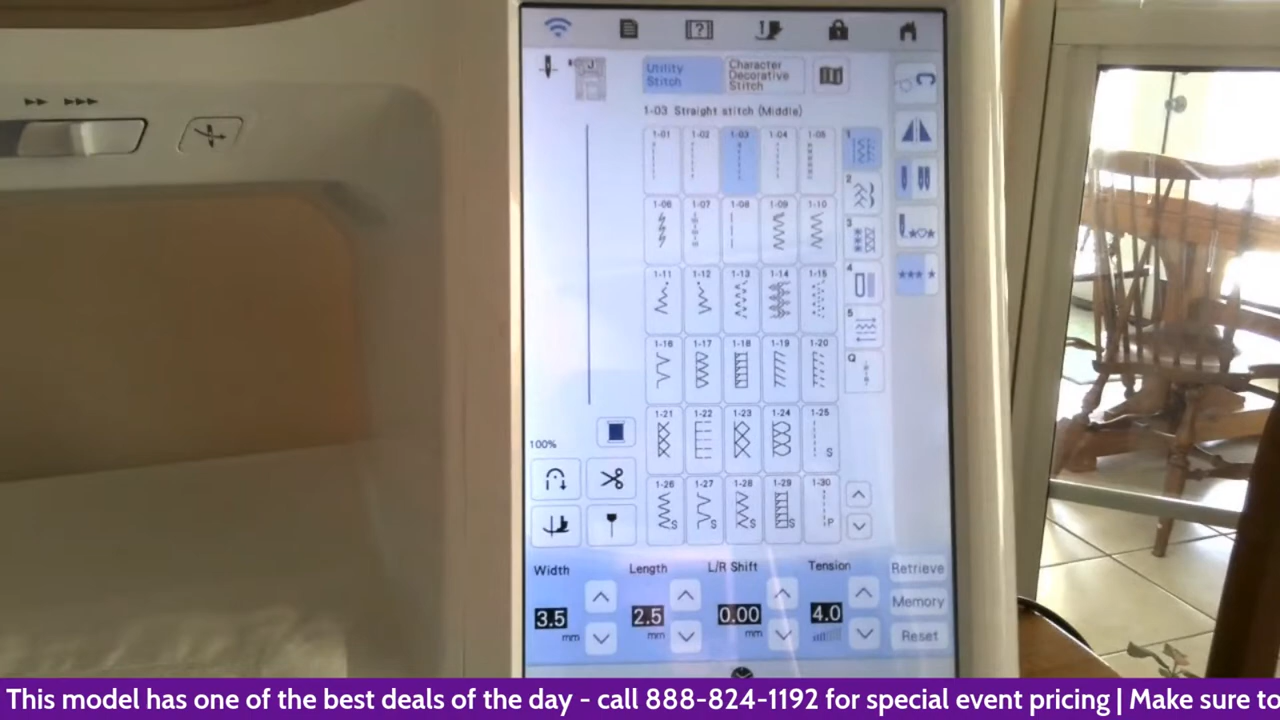 Utility
Stitch
Character
Decorative
Stitch
1-03 Straight stitch (Middle)
1-01 1-02 1-03 1-04 1-05
1
1-06 1-07 1-08 1-09 1-10
2
3
1-11 1-12 1-13 1-14 1-15
4
5
1-16 1-17 1-18 1-19 1-20
Q
1-21 1-22 1-23 1-24 1-25
S
100%
1-26 1-27 1-28 1-29 1-30
S S S S P
Width Length L/R Shift Tension
3.5 2.5 0.00 4.0
mm mm mm
Retrieve
Memory
Reset
This model has one of the best deals of the day - call 888-824-1192 for special event pricing | Make sure to